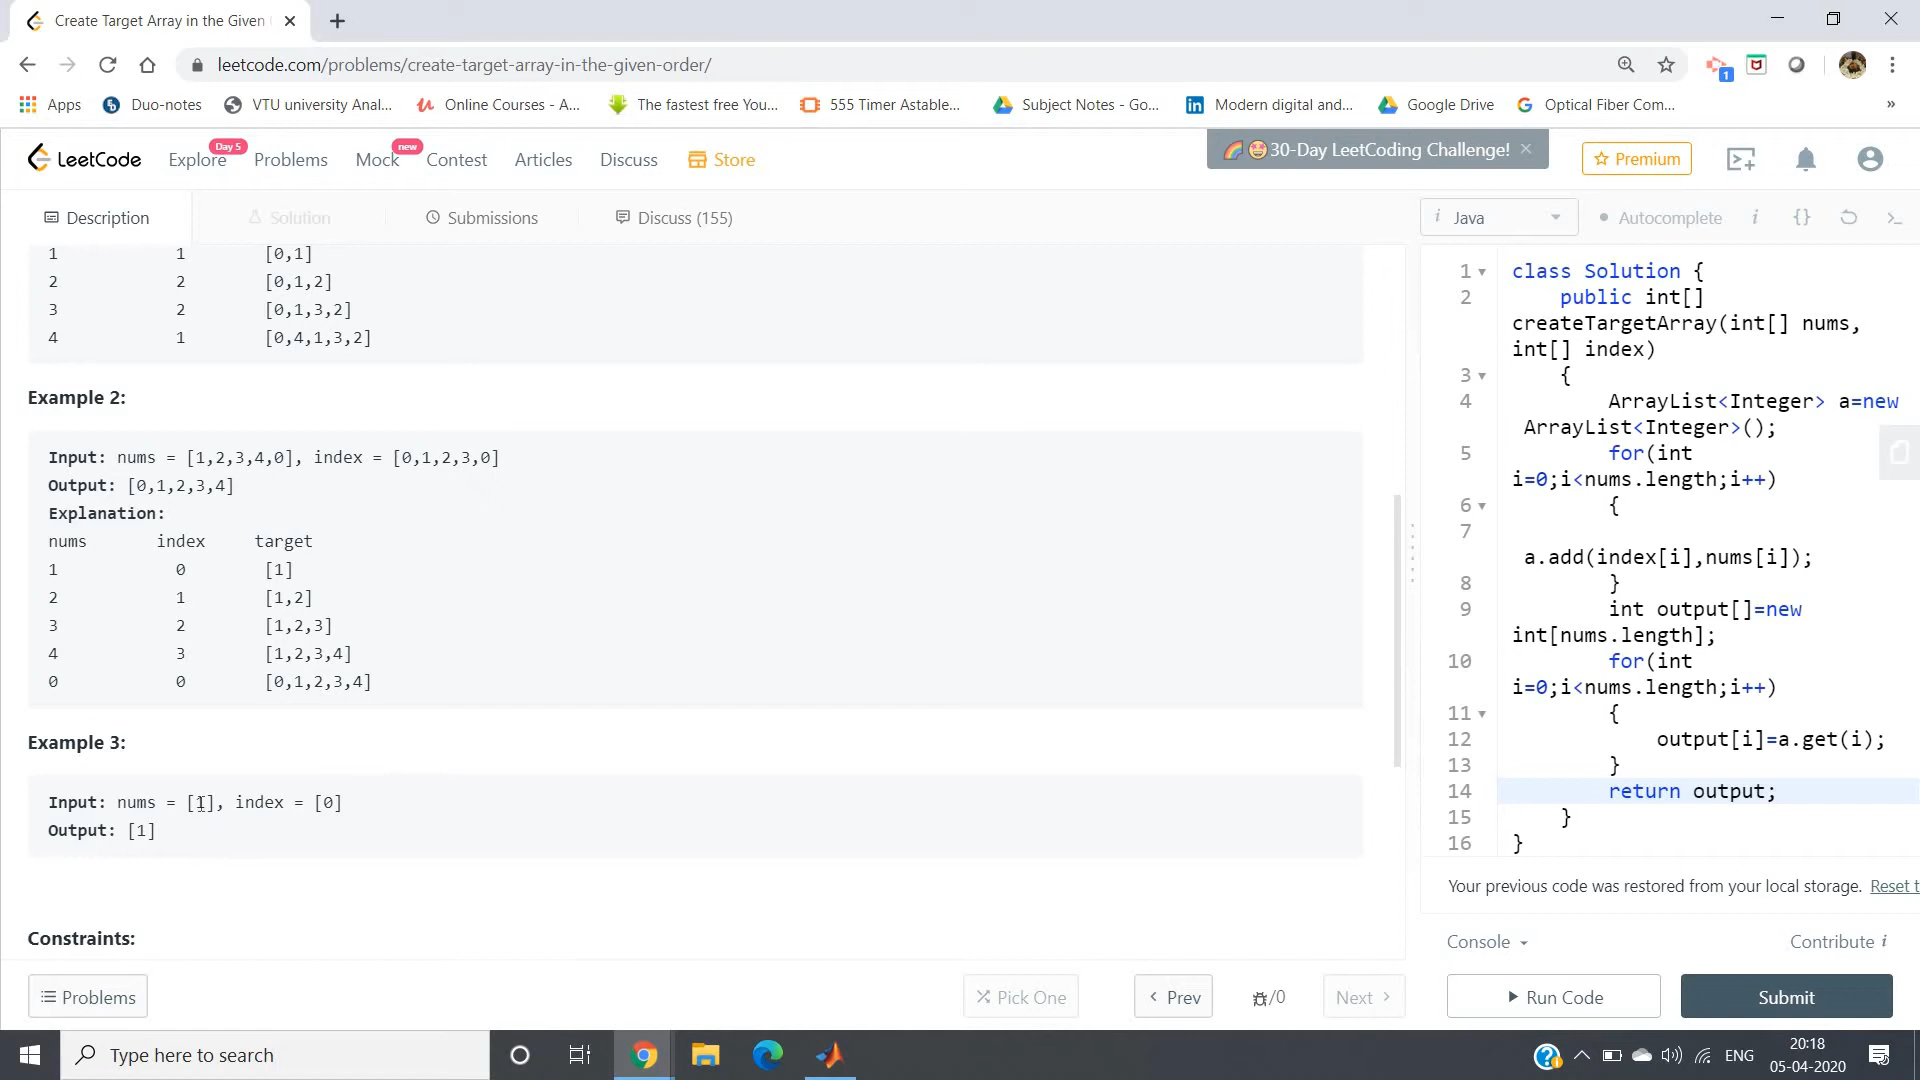 Create Target Array in the Given
leetcode.com/problems/create-target-array-in-the-given-order/
1
Apps Duo-notes VTU university Anal... Online Courses - A... The fastest free You... 555 Timer Astable... Subject Notes - Go... Modern digital and... Google Drive Optical Fiber Com... »
LeetCode Explore Day 5 Problems Mock new Contest Articles Discuss Store 30-Day LeetCoding Challenge! Premium
Description Solution Submissions Discuss (155) i Java Autocomplete i {}
1 1 [0,1]
2 2 [0,1,2]
3 2 [0,1,3,2]
4 1 [0,4,1,3,2]
Example 2:
Input: nums = [1,2,3,4,0], index = [0,1,2,3,0]
Output: [0,1,2,3,4]
Explanation:
nums index target
1 0 [1]
2 1 [1,2]
3 2 [1,2,3]
4 3 [1,2,3,4]
0 0 [0,1,2,3,4]
Example 3:
Input: nums = [1], index = [0]
Output: [1]
Constraints:
Problems Pick One Prev /0 Next
1 class Solution {
2 public int[]
createTargetArray(int[] nums,
int[] index)
3 {
4 ArrayList<Integer> a=new
ArrayList<Integer>();
5 for(int
i=0;i<nums.length;i++)
6 {
7
a.add(index[i],nums[i]);
8 }
9 int output[]=new
int[nums.length];
10 for(int
i=0;i<nums.length;i++)
11 {
12 output[i]=a.get(i);
13 }
14 return output;
15 }
16 }
Your previous code was restored from your local storage. Reset t
Console Contribute i
Run Code Submit
Type here to search
ENG
20:18
05-04-2020